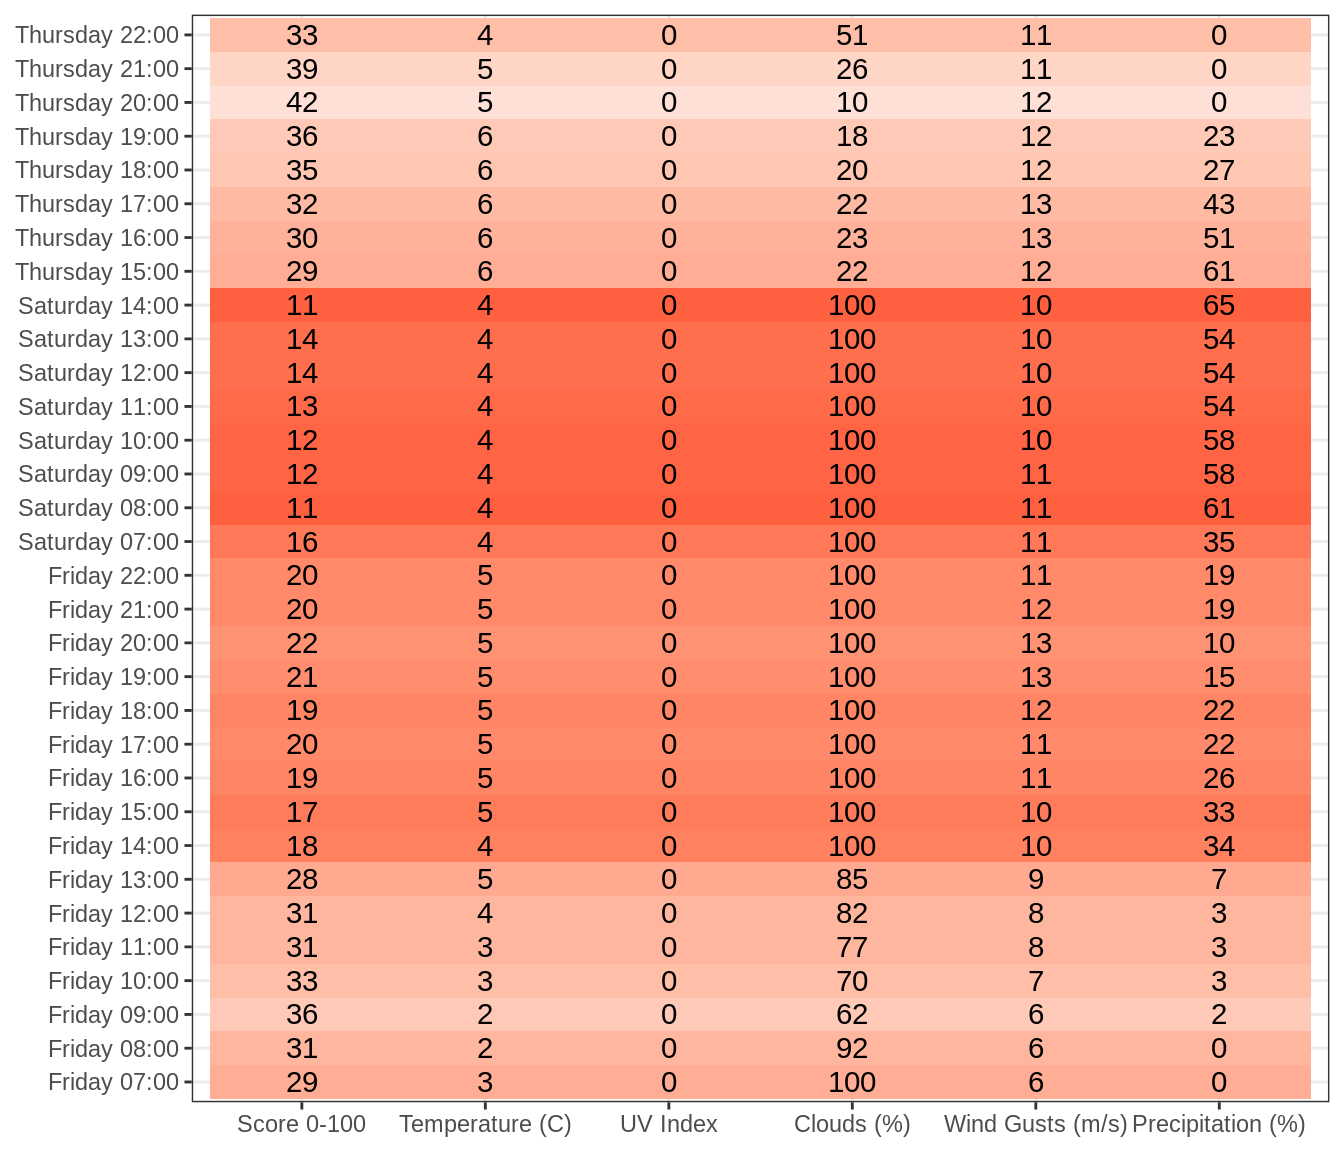 Thursday 22:00 33 4 0 51 11 0
Thursday 21:00 39 5 0 26 11 0
Thursday 20:00 42 5 0 10 12 0
Thursday 19:00 36 6 0 18 12 23
Thursday 18:00 35 6 0 20 12 27
Thursday 17:00 32 6 0 22 13 43
Thursday 16:00 30 6 0 23 13 51
Thursday 15:00 29 6 0 22 12 61
Saturday 14:00 11 4 0 100 10 65
Saturday 13:00 14 4 0 100 10 54
Saturday 12:00 14 4 0 100 10 54
Saturday 11:00 13 4 0 100 10 54
Saturday 10:00 12 4 0 100 10 58
Saturday 09:00 12 4 0 100 11 58
Saturday 08:00 11 4 0 100 11 61
Saturday 07:00 16 4 0 100 11 35
Friday 22:00 20 5 0 100 11 19
Friday 21:00 20 5 0 100 12 19
Friday 20:00 22 5 0 100 13 10
Friday 19:00 21 5 0 100 13 15
Friday 18:00 19 5 0 100 12 22
Friday 17:00 20 5 0 100 11 22
Friday 16:00 19 5 0 100 11 26
Friday 15:00 17 5 0 100 10 33
Friday 14:00 18 4 0 100 10 34
Friday 13:00 28 5 0 85 9 7
Friday 12:00 31 4 0 82 8 3
Friday 11:00 31 3 0 77 8 3
Friday 10:00 33 3 0 70 7 3
Friday 09:00 36 2 0 62 6 2
Friday 08:00 31 2 0 92 6 0
Friday 07:00 29 3 0 100 6 0
Score 0-100 Temperature (C) UV Index Clouds (%) Wind Gusts (m/s) Precipitation (%)